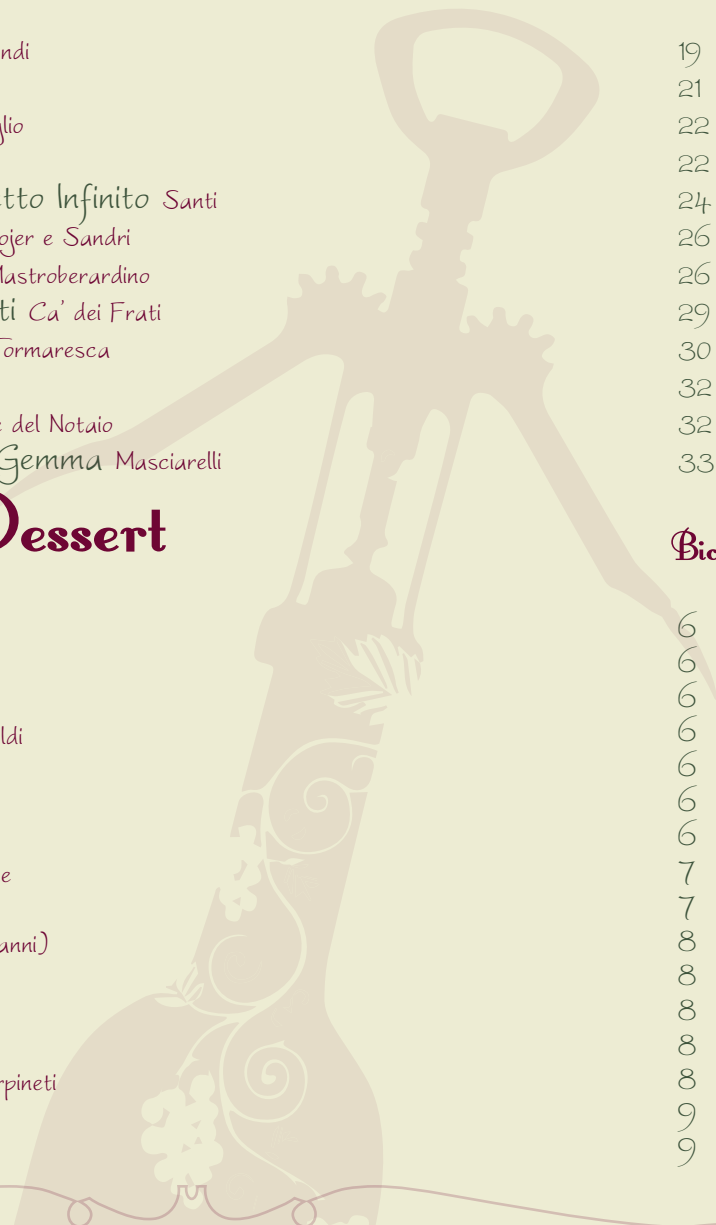 ndi 19
21
glio 22
22
tto Infinito Santi 24
ojer e Sandri 26
Mastroberardino 26
ti Ca' dei Frati 29
Tormaresca 30
32
e del Notaio 32
Gemma Masciarelli 33
Dessert Bic
6
6
6
ldi 6
6
6
6
e 7
7
anni) 8
8
8
8
rpineti 8
9
9